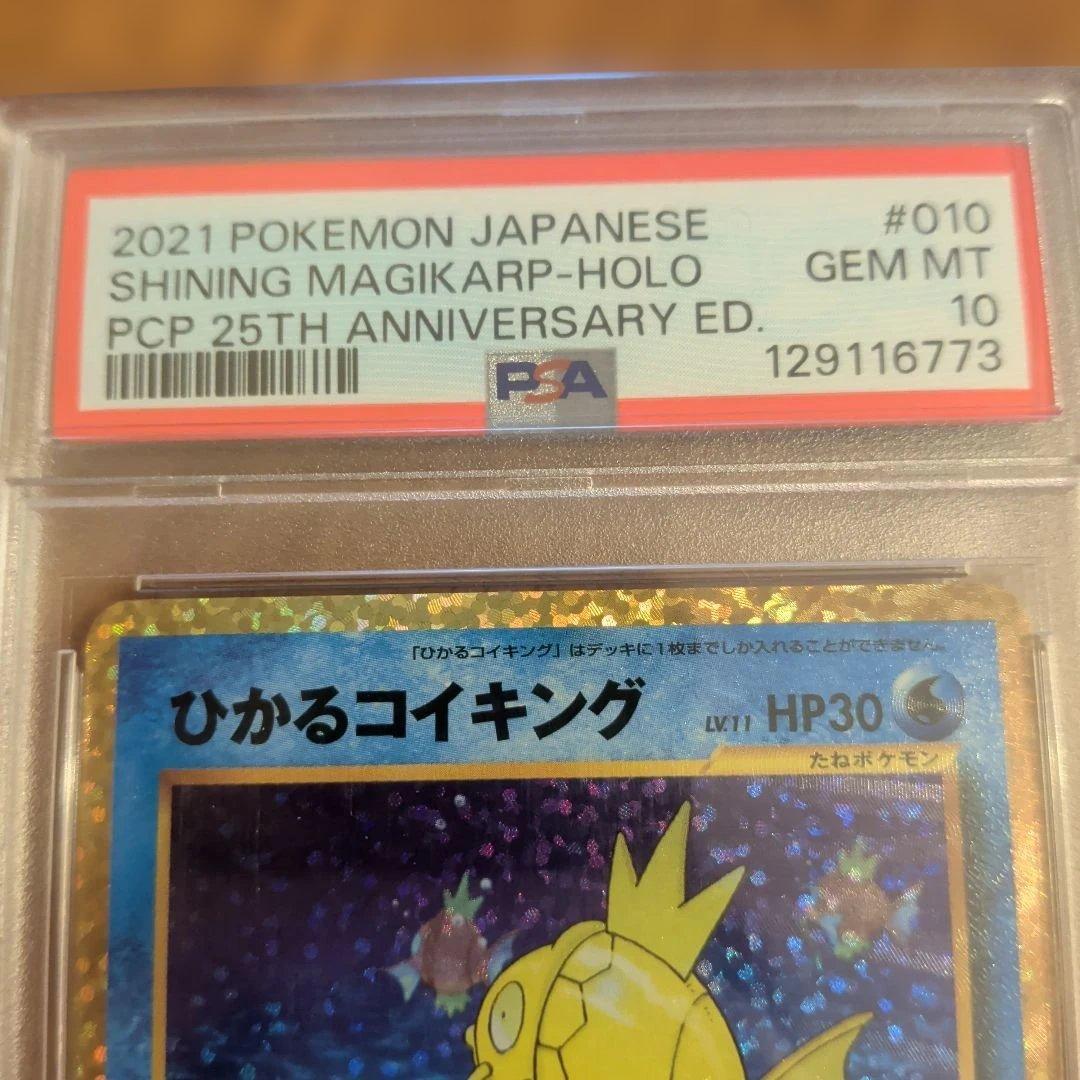 2021 POKEMON JAPANESE #010
SHINING MAGIKARP-HOLO GEM MT
PCP 25TH ANNIVERSARY ED. 10
PSA 129116773
「ひかるコイキング」はデッキに1枚までしか入れることができません。
ひかるコイキング LV.11 HP30
たねポケモン